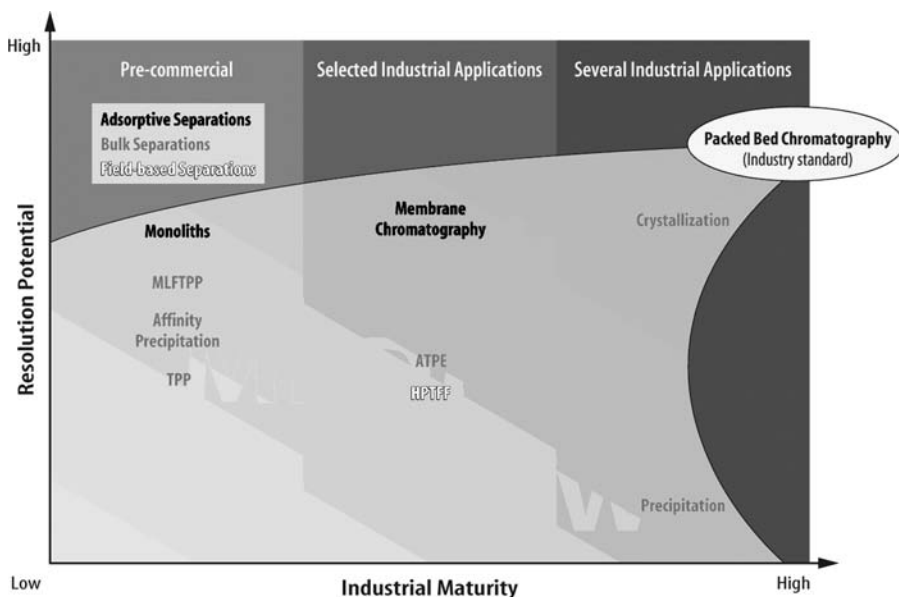 High
Pre-commercial
Selected Industrial Applications
Several Industrial Applications
Adsorptive Separations
Bulk Separations
Field-based Separations
Packed Bed Chromatography
(Industry standard)
Resolution Potential
Monoliths
Membrane
Chromatography
Crystallization
MLFTPP
Affinity
Precipitation
TPP
ATPE
HPTFF
Precipitation
Low
Industrial Maturity
High